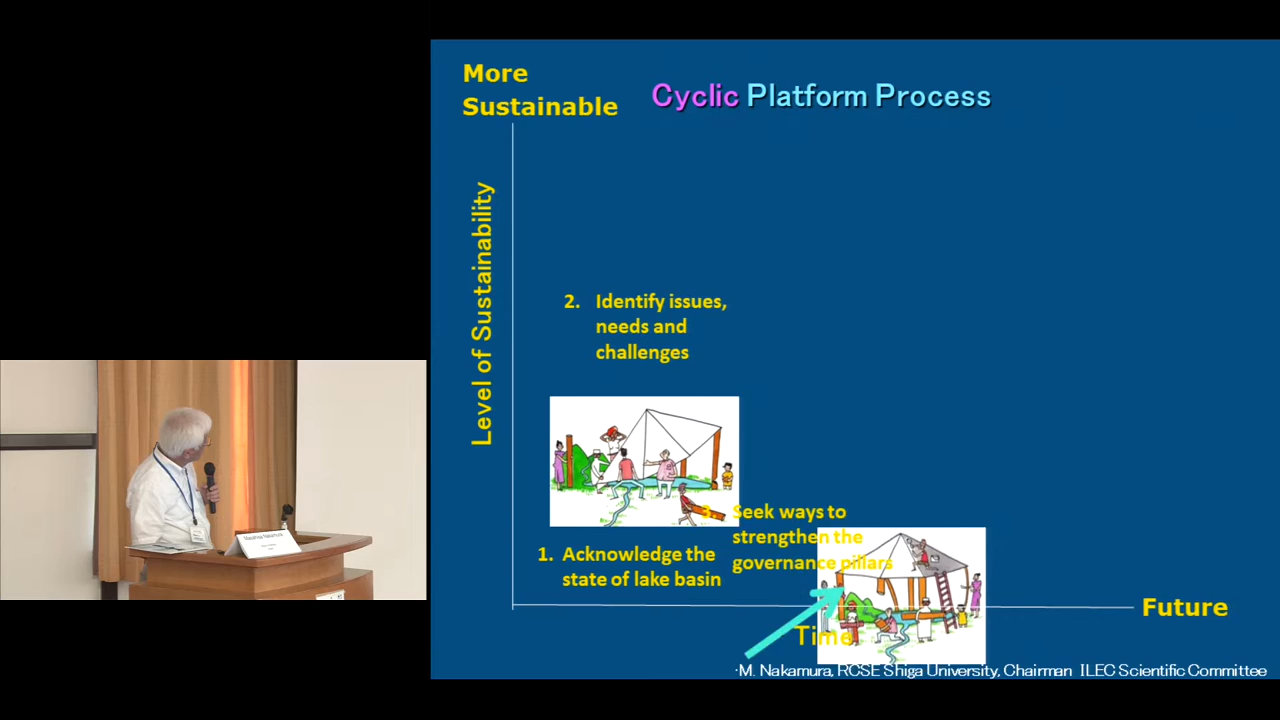 More
Sustainable
Cyclic Platform Process
Level of Sustainability
2. Identify issues,
needs and
challenges
3. Seek ways to
strengthen the
governance pillars
1. Acknowledge the
state of lake basin
Future
Time
·M. Nakamura, RCSE Shiga University, Chairman ILEC Scientific Committee
Nakamura